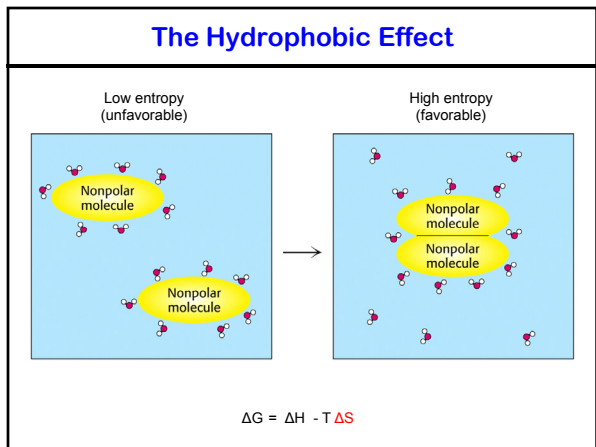 The Hydrophobic Effect
Low entropy
(unfavorable)
High entropy
(favorable)
Nonpolar
molecule
Nonpolar
molecule
Nonpolar
molecule
Nonpolar
molecule
ΔG = ΔH - T ΔS